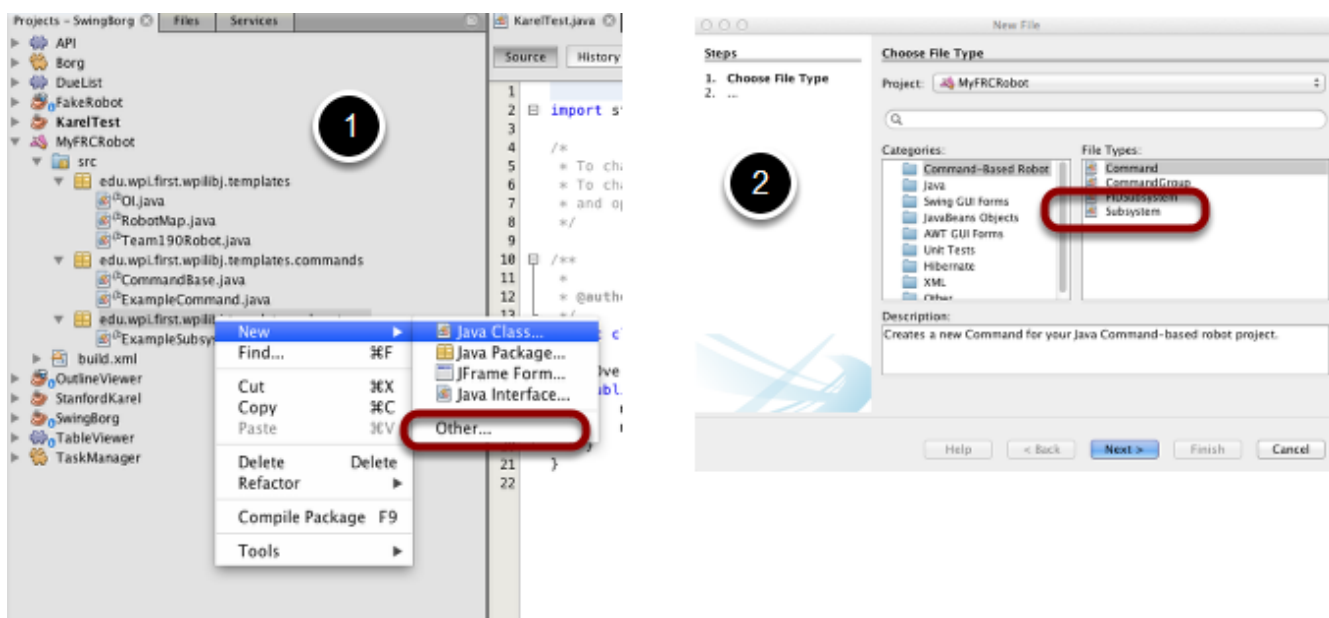 Projects - SwingBorg Files Services
API
Borg
DueList
FakeRobot
KarelTest
MyFRCRobot
src
edu.wpi.first.wpilibj.templates
OI.java
RobotMap.java
Team190Robot.java
edu.wpi.first.wpilibj.templates.commands
CommandBase.java
ExampleCommand.java
edu.wpi.first.wpilib
ExampleSubsy
build.xml
OutlineViewer
StanfordKarel
SwingBorg
TableViewer
TaskManager
1
New
Find... ⌘F
Cut ⌘X
Copy ⌘C
Paste ⌘V
Delete Delete
Refactor
Compile Package F9
Tools
Java Class...
Java Package...
JFrame Form...
Java Interface...
Other...
KarelTest.java
Source History
1
2 import s
3
4 /*
5 * To cha
6 * To cha
7 * and op
8 */
9
10 /**
11 *
12 * @auth
13
21 }
22
New File
Steps
1. Choose File Type
2. ...
2
Choose File Type
Project: MyFRCRobot
Categories:
Command-Based Robot
Java
Swing GUI Forms
JavaBeans Objects
AWT GUI Forms
Unit Tests
Hibernate
XML
Other
File Types:
Command
CommandGroup
PIDSubsystem
Subsystem
Description:
Creates a new Command for your Java Command-based robot project.
Help < Back Next > Finish Cancel